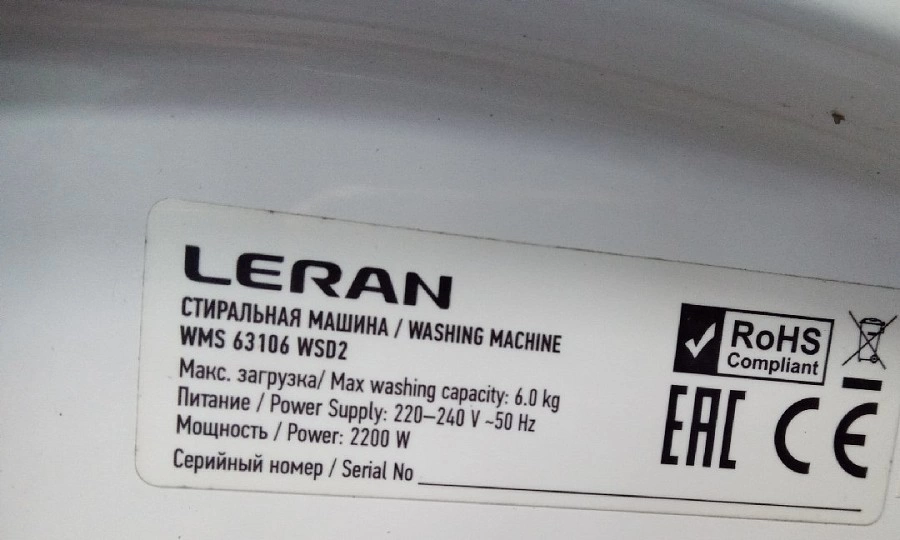 LERAN
СТИРАЛЬНАЯ МАШИНА / WASHING MACHINE
WMS 63106 WSD2
Макс. загрузка/ Max washing capacity: 6.0 kg
Питание / Power Supply: 220–240 V ~50 Hz
Мощность / Power: 2200 W
Серийный номер / Serial No
RoHS
Compliant
EAC CE